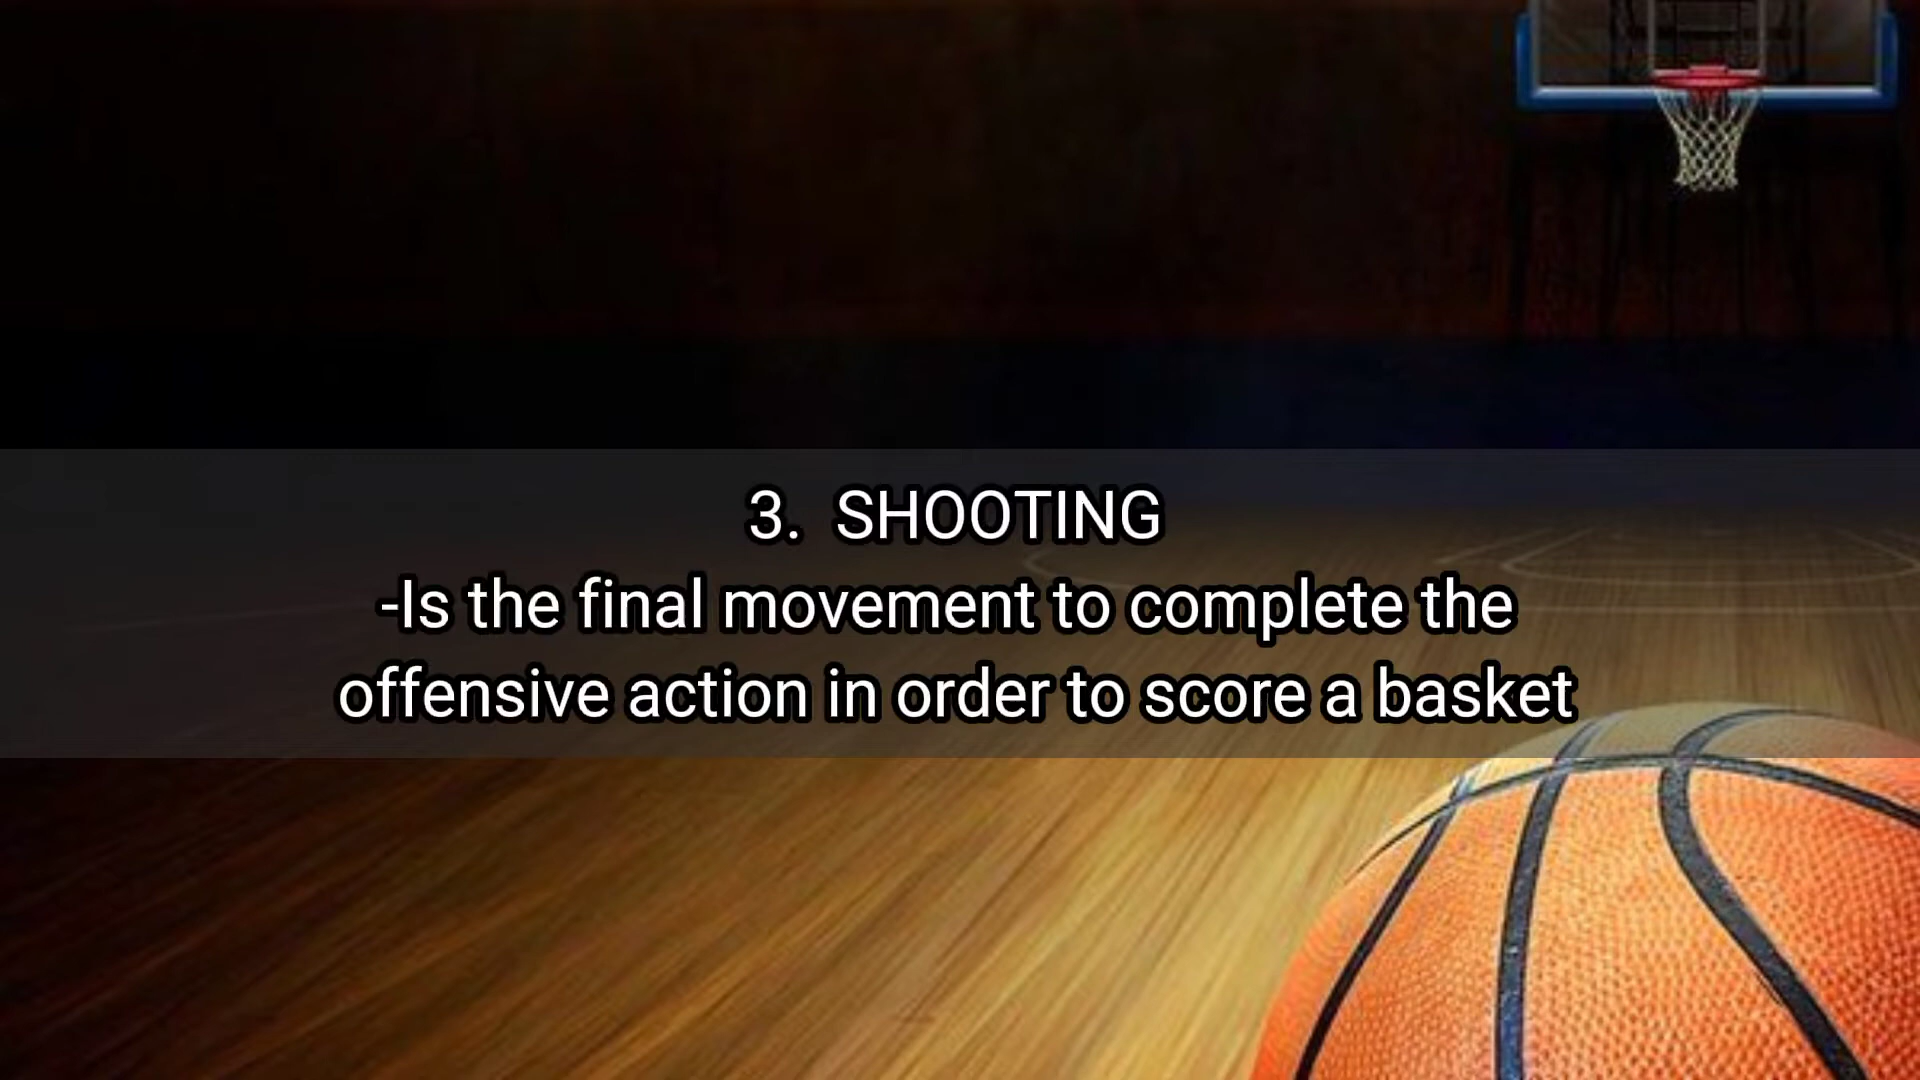 3. SHOOTING
-Is the final movement to complete the
offensive action in order to score a basket